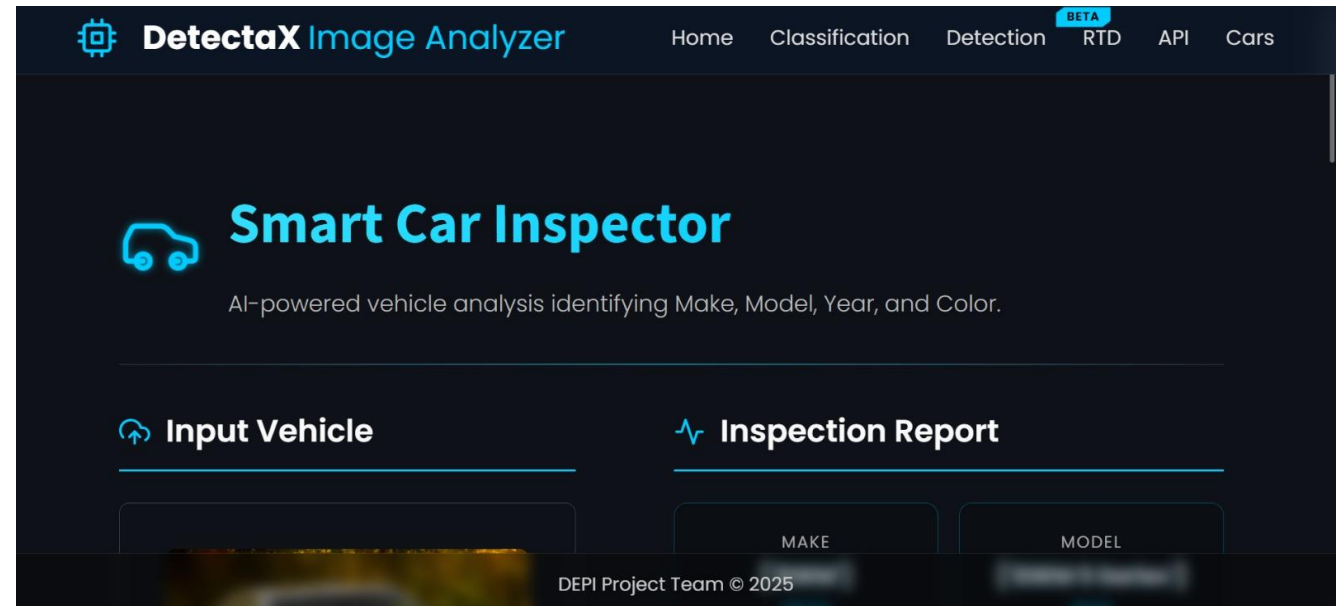 DetectaX Image Analyzer
Home Classification Detection BETA RTD API Cars
Smart Car Inspector
AI-powered vehicle analysis identifying Make, Model, Year, and Color.
Input Vehicle
Inspection Report
MAKE
MODEL
DEPI Project Team © 2025